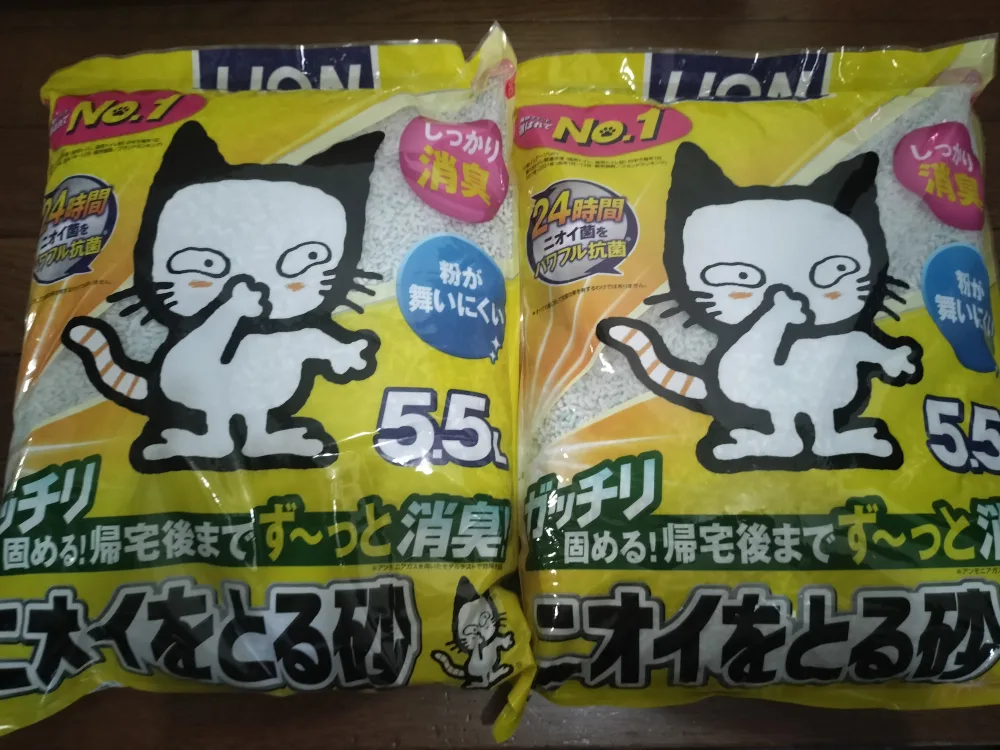 LION
No.1
しっかり
消臭
24時間
ニオイ菌を
パワフル抗菌
粉が
舞いにくい
5.5L
ッチリ
固める!帰宅後までず〜っと消臭!
ニオイをとる砂
LION
No.1
しっかり
消臭
24時間
ニオイ菌を
パワフル抗菌
粉が
舞いにくい
5.5
ガッチリ
固める!帰宅後までず〜っと消
ニオイをとる砂